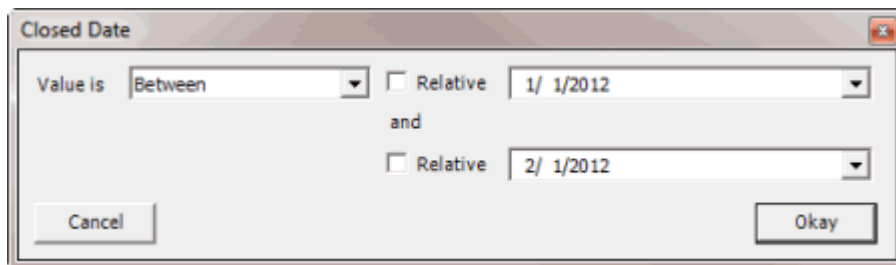 Closed Date
Value is Between Relative 1/ 1/2012
and
Relative 2/ 1/2012
Cancel Okay